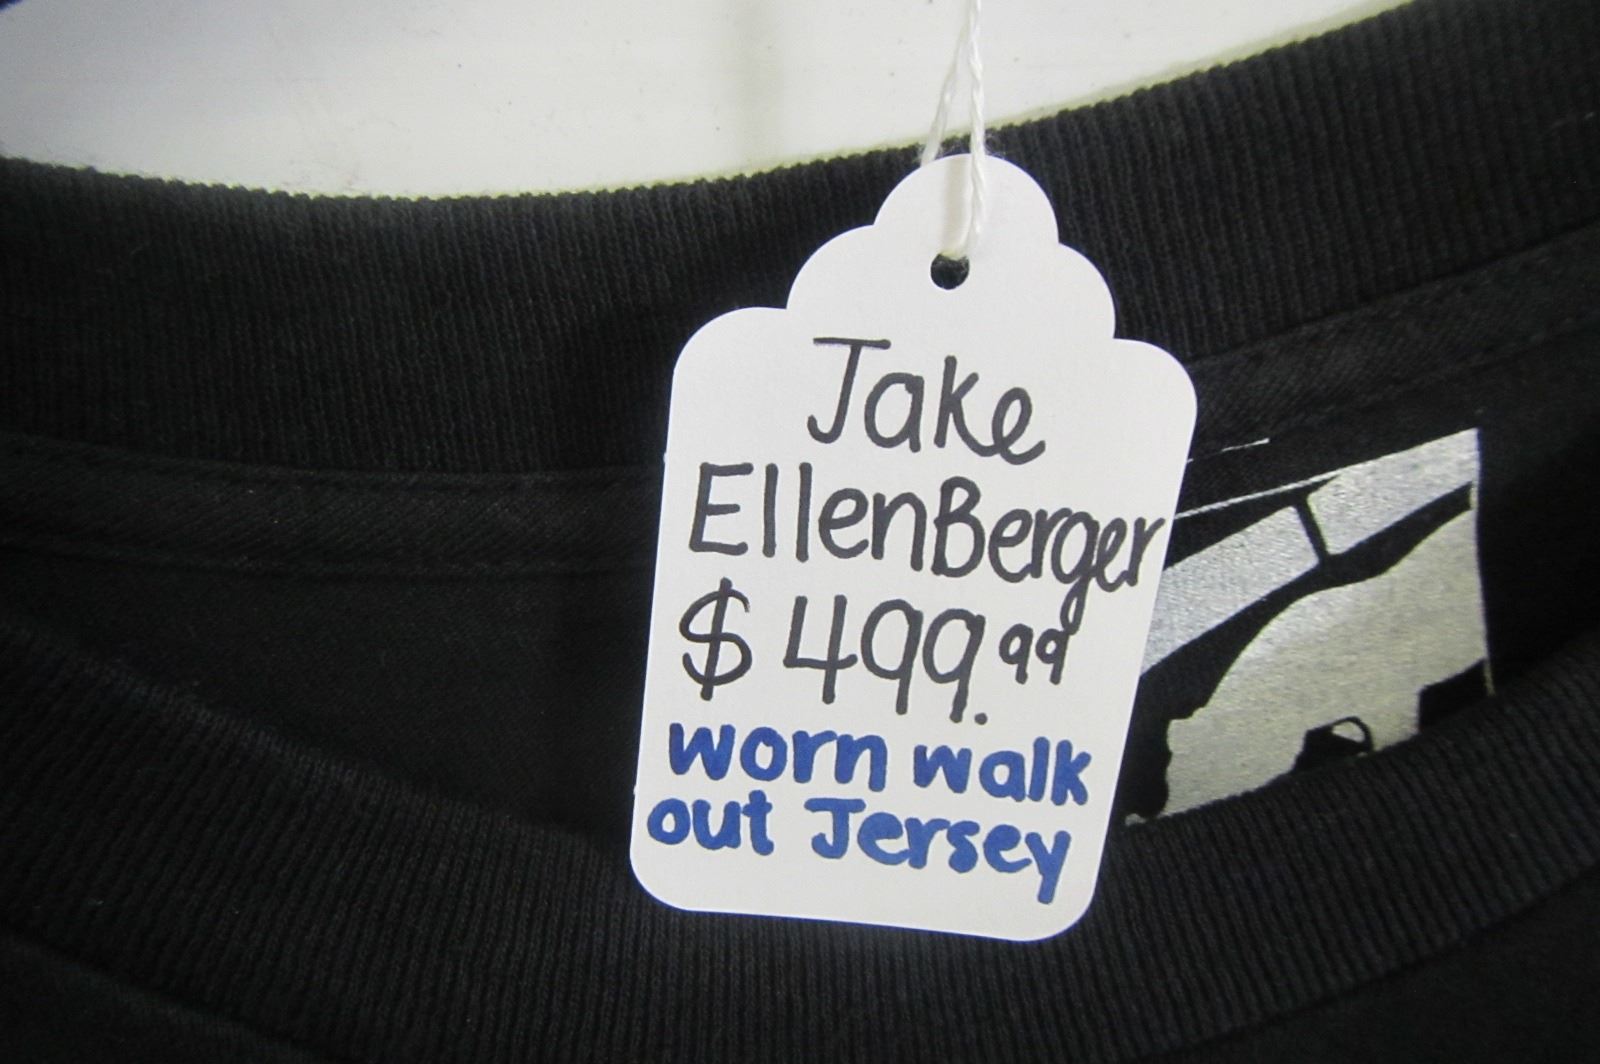 Jake
EllenBerger
$499.99
worn walk
out Jersey